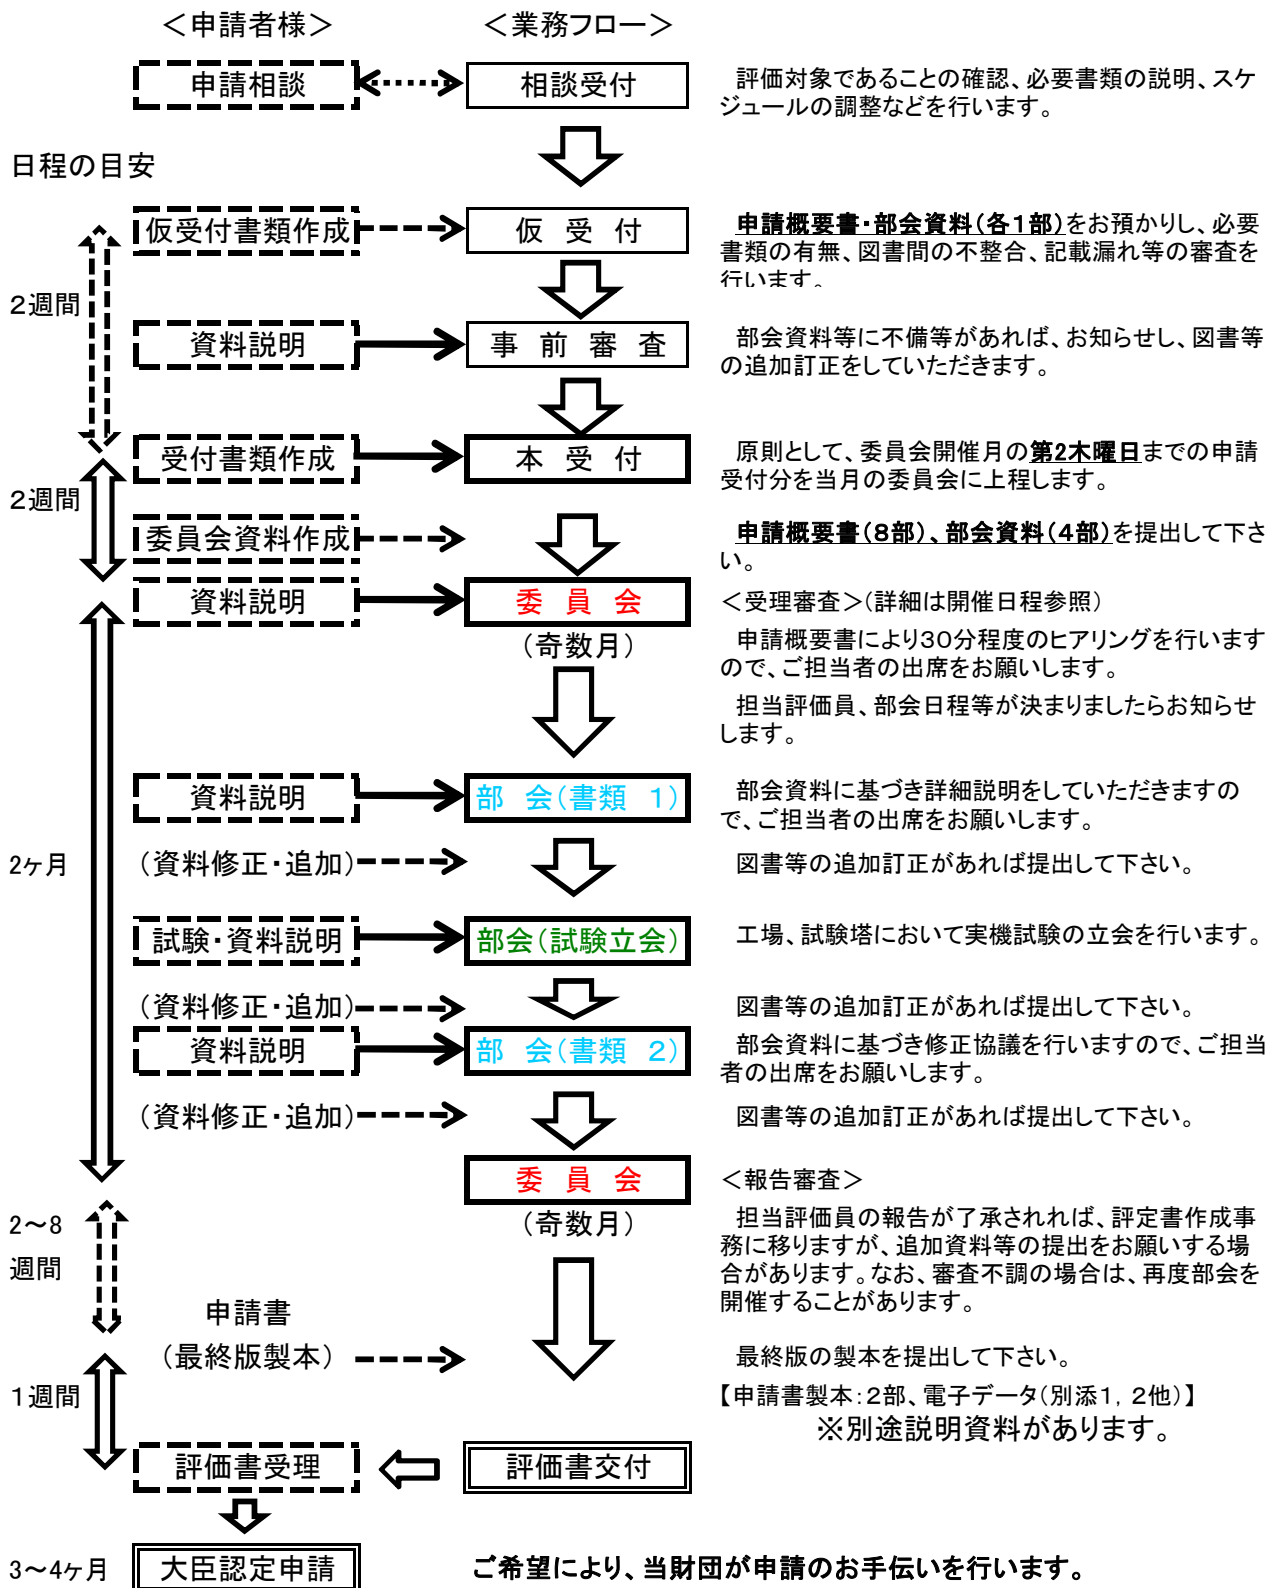 ＜申請者様＞　＜業務フロー＞
申請相談　相談受付
評価対象であることの確認、必要書類の説明、スケ
ジュールの調整などを行います。
日程の目安
仮受付書類作成　仮　受　付
申請概要書・部会資料（各１部）をお預かりし、必要
書類の有無、図書間の不整合、記載漏れ等の審査を
行います。
２週間
資料説明　事　前　審　査
部会資料等に不備等があれば、お知らせし、図書等
の追加訂正をしていただきます。
受付書類作成　本　受　付
原則として、委員会開催月の第2木曜日までの申請
受付分を当月の委員会に上程します。
２週間
委員会資料作成
申請概要書（８部）、部会資料（４部）を提出して下さ
い。
資料説明　委　員　会
（奇数月）
＜受理審査＞（詳細は開催日程参照）
申請概要書により３０分程度のヒアリングを行います
ので、ご担当者の出席をお願いします。
担当評価員、部会日程等が決まりましたらお知らせ
します。
資料説明　部　会（書類　１）
部会資料に基づき詳細説明をしていただきますの
で、ご担当者の出席をお願いします。
2ヶ月
（資料修正・追加）
図書等の追加訂正があれば提出して下さい。
試験・資料説明　部会（試験立会）
工場、試験塔において実機試験の立会を行います。
（資料修正・追加）
図書等の追加訂正があれば提出して下さい。
資料説明　部　会（書類　２）
部会資料に基づき修正協議を行いますので、ご担当
者の出席をお願いします。
（資料修正・追加）
図書等の追加訂正があれば提出して下さい。
委　員　会
（奇数月）
＜報告審査＞
担当評価員の報告が了承されれば、評定書作成事
務に移りますが、追加資料等の提出をお願いする場
合があります。なお、審査不調の場合は、再度部会を
開催することがあります。
2～8
週間
申請書
（最終版製本）
最終版の製本を提出して下さい。
１週間
【申請書製本：２部、電子データ（別添１，２他）】
※別途説明資料があります。
評価書受理　評価書交付
3～4ヶ月
大臣認定申請
ご希望により、当財団が申請のお手伝いを行います。